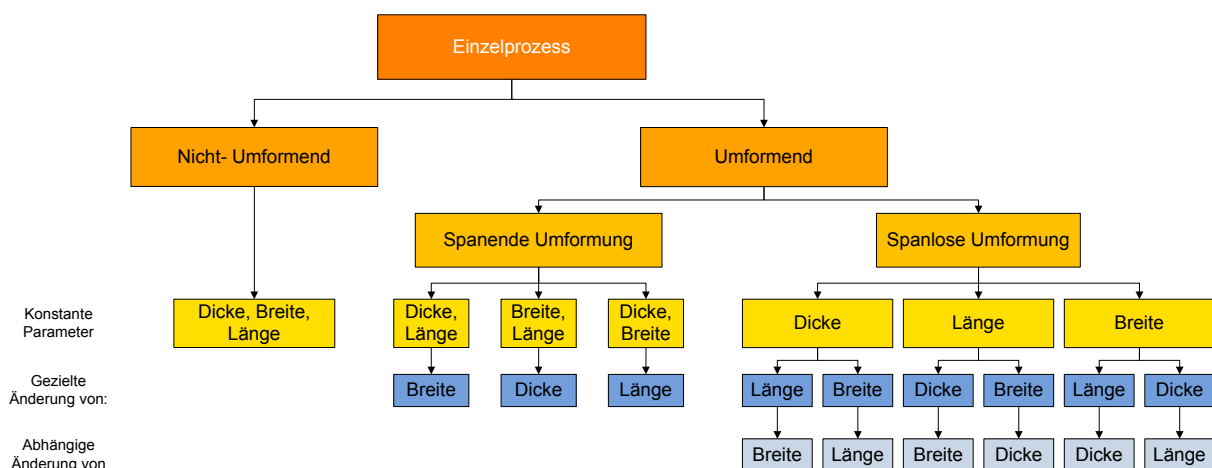 Einzelprozess
Nicht- Umformend
Umformend
Spanende Umformung
Spanlose Umformung
Konstante
Parameter
Dicke, Breite,
Länge
Dicke,
Länge
Breite,
Länge
Dicke,
Breite
Dicke
Länge
Breite
Gezielte
Änderung von:
Breite
Dicke
Länge
Länge
Breite
Dicke
Breite
Länge
Dicke
Abhängige
Änderung von
Breite
Länge
Breite
Dicke
Dicke
Länge